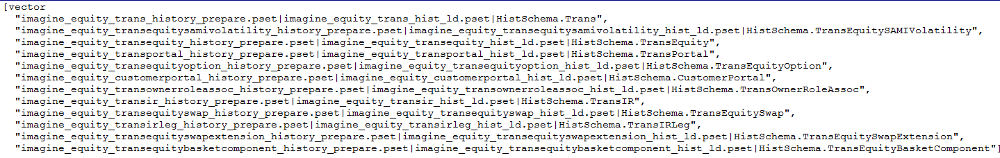 [vector
"imagine_equity_trans_history_prepare.pset|imagine_equity_trans_hist_ld.pset|HistSchema.Trans",
"imagine_equity_transequitysamivolatility_history_prepare.pset|imagine_equity_transequitysamivolatility_hist_ld.pset|HistSchema.TransEquitySAMIVolatility",
"imagine_equity_transequity_history_prepare.pset|imagine_equity_transequity_hist_ld.pset|HistSchema.TransEquity",
"imagine_equity_transportal_history_prepare.pset|imagine_equity_transportal_hist_ld.pset|HistSchema.TransPortal",
"imagine_equity_transequityoption_history_prepare.pset|imagine_equity_transequityoption_hist_ld.pset|HistSchema.TransEquityOption",
"imagine_equity_customerportal_history_prepare.pset|imagine_equity_customerportal_hist_ld.pset|HistSchema.CustomerPortal",
"imagine_equity_transownerroleassoc_history_prepare.pset|imagine_equity_transownerroleassoc_hist_ld.pset|HistSchema.TransOwnerRoleAssoc",
"imagine_equity_transir_history_prepare.pset|imagine_equity_transir_hist_ld.pset|HistSchema.TransIR",
"imagine_equity_transequityswap_history_prepare.pset|imagine_equity_transequityswap_hist_ld.pset|HistSchema.TransEquitySwap",
"imagine_equity_transirleg_history_prepare.pset|imagine_equity_transirleg_hist_ld.pset|HistSchema.TransIRLeg",
"imagine_equity_transequityswapextension_history_prepare.pset|imagine_equity_transequityswapextension_hist_ld.pset|HistSchema.TransEquitySwapExtension",
"imagine_equity_transequitybasketcomponent_history_prepare.pset|imagine_equity_transequitybasketcomponent_hist_ld.pset|HistSchema.TransEquityBasketComponent"]